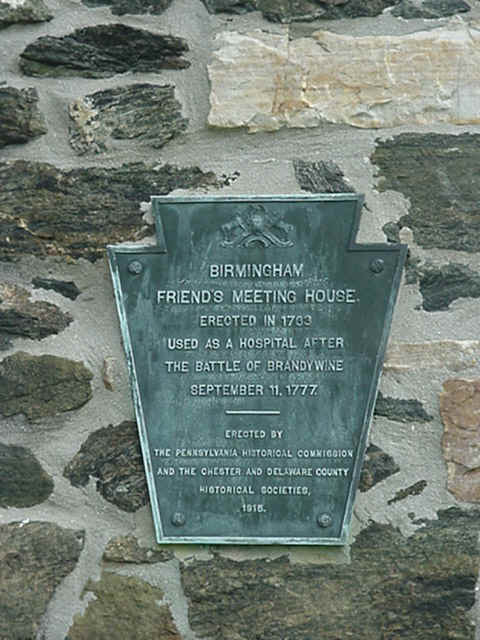 BIRMINGHAM
FRIEND'S MEETING HOUSE.
ERECTED IN 1763
USED AS A HOSPITAL AFTER
THE BATTLE OF BRANDYWINE
SEPTEMBER 11, 1777.
ERECTED BY
THE PENNSYLVANIA HISTORICAL COMMISSION
AND THE CHESTER AND DELAWARE COUNTY
HISTORICAL SOCIETIES,
1915.